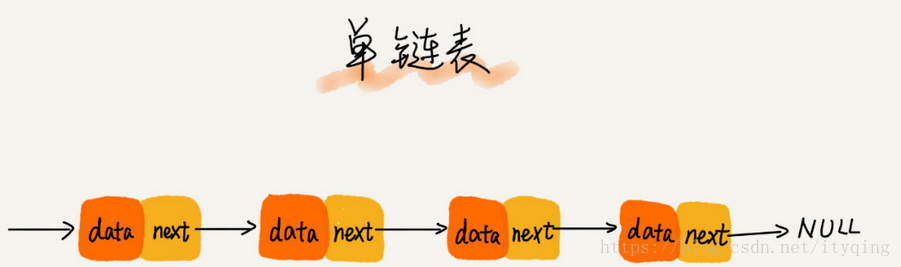 单链表
data next data next data next data next NULL
https://blog.csdn.net/ityqing